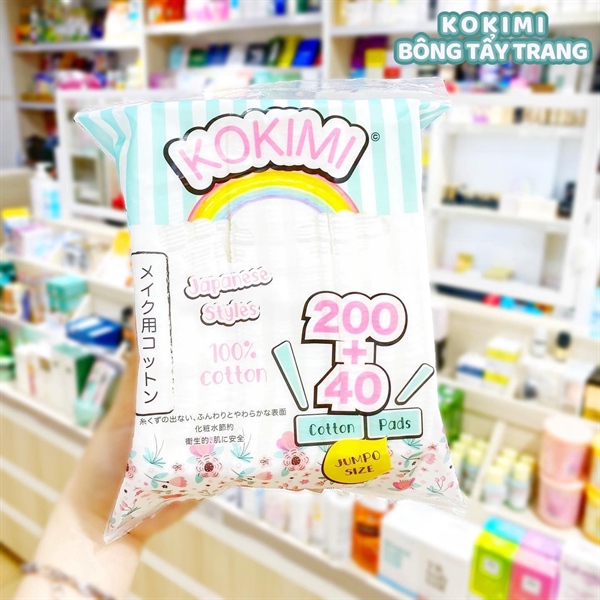 KOKIMI
BÔNG TẨY TRANG
KOKIMI
©
メイク用コットン
Japanese
Styles
100%
cotton
200
+
40
Cotton Pads
JUMPO
SIZE
糸くずの出ない、ふんわりとやわらかな表面
化粧水節約
衛生的、肌に安全